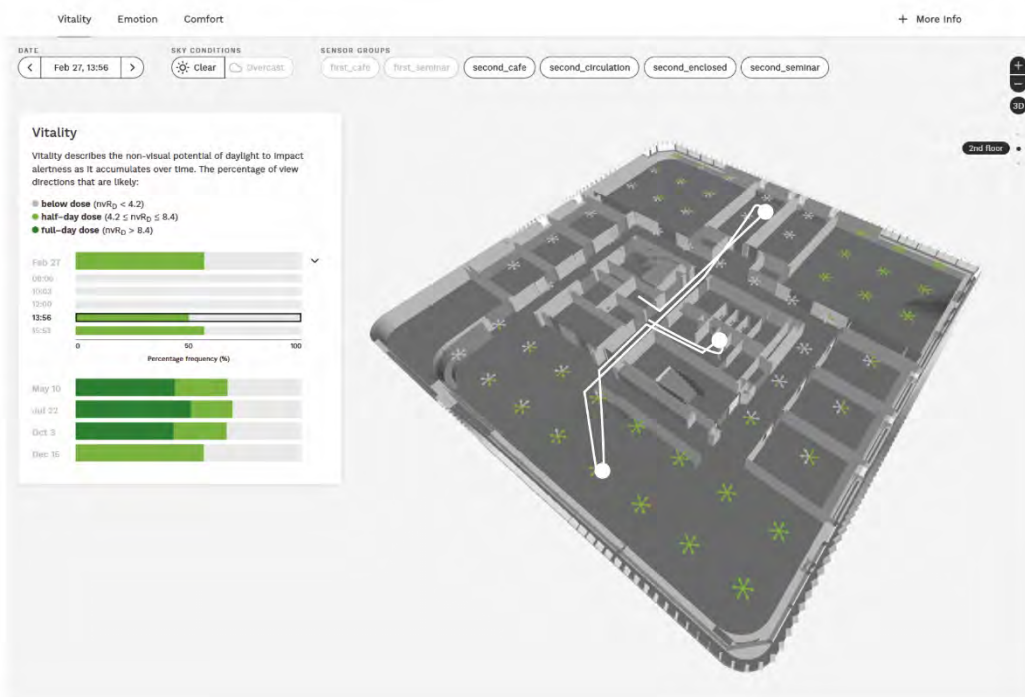 Vitality Emotion Comfort + More Info
DATE SKY CONDITIONS SENSOR GROUPS
< Feb 27, 13:56 > Clear Overcast first_cafe first_seminar second_cafe second_circulation second_enclosed second_seminar
+
−
3D
2nd floor
Vitality
Vitality describes the non-visual potential of daylight to impact
alertness as it accumulates over time. The percentage of view
directions that are likely:
below dose (nvRD < 4.2)
half-day dose (4.2 ≤ nvRD ≤ 8.4)
full-day dose (nvRD > 8.4)
Feb 27
08:00
10:02
12:00
13:56
15:53
0 50 100
Percentage frequency (%)
May 10
Jul 22
Oct 3
Dec 15